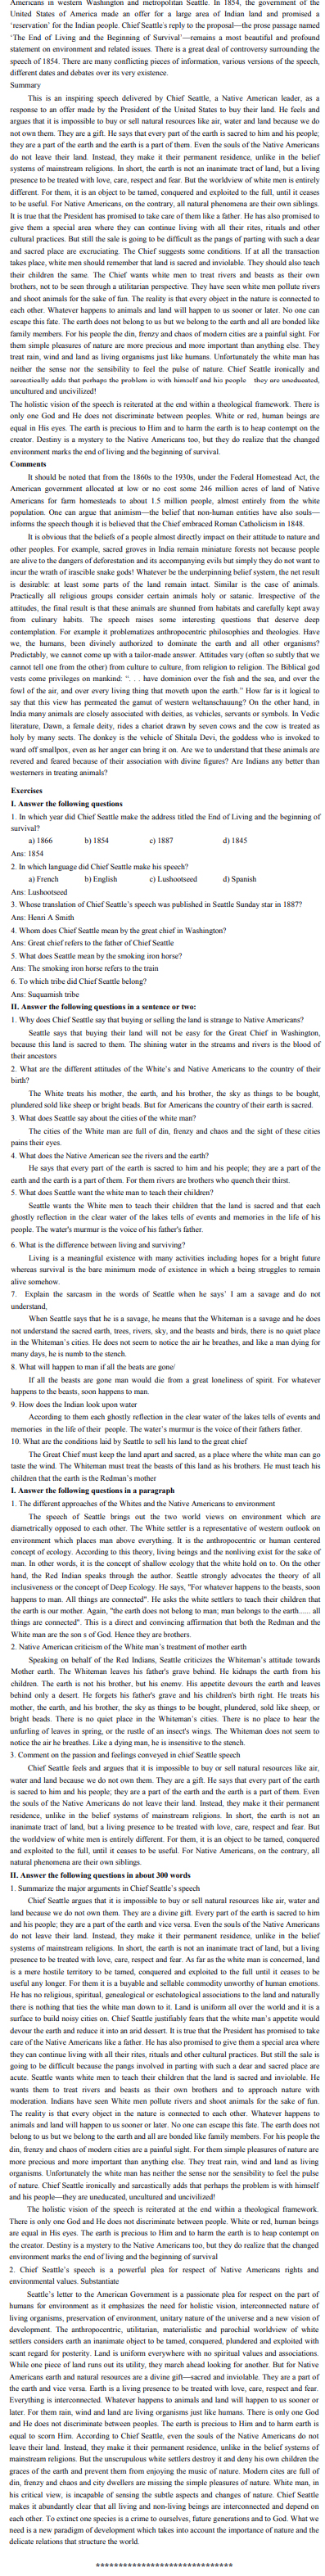 Americans in western Washington and metropolitan Seattle. In 1854, the government of the
United States of America made an offer for a large area of Indian land and promised a
'reservation' for the Indian people. Chief Seattle's reply to the proposal—the prose passage named
'The End of Living and the Beginning of Survival'—remains a most beautiful and profound
statement on environment and related issues. There is a great deal of controversy surrounding the
speech of 1854. There are many conflicting pieces of information, various versions of the speech,
different dates and debates over its very existence.
Summary
This is an inspiring speech delivered by Chief Seattle, a Native American leader, as a
response to an offer made by the President of the United States to buy their land. He feels and
argues that it is impossible to buy or sell natural resources like air, water and land because we do
not own them. They are a gift. He says that every part of the earth is sacred to him and his people;
they are a part of the earth and the earth is a part of them. Even the souls of the Native Americans
do not leave their land. Instead, they make it their permanent residence, unlike in the belief
systems of mainstream religions. In short, the earth is not an inanimate tract of land, but a living
presence to be treated with love, care, respect and fear. But the worldview of white men is entirely
different. For them, it is an object to be tamed, conquered and exploited to the full, until it ceases
to be useful. For Native Americans, on the contrary, all natural phenomena are their own siblings.
It is true that the President has promised to take care of them like a father. He has also promised to
give them a special area where they can continue living with all their rites, rituals and other
cultural practices. But still the sale is going to be difficult as the pangs of parting with such a dear
and sacred place are excruciating. The Chief suggests some conditions. If at all the transaction
takes place, white men should remember that land is sacred and inviolable. They should also teach
their children the same. The Chief wants white men to treat rivers and beasts as their own
brothers, not to be seen through a utilitarian perspective. They have seen white men pollute rivers
and shoot animals for the sake of fun. The reality is that every object in the nature is connected to
each other. Whatever happens to animals and land will happen to us sooner or later. No one can
escape this fate. The earth does not belong to us but we belong to the earth and all are bonded like
family members. For his people the din, frenzy and chaos of modern cities are a painful sight. For
them simple pleasures of nature are more precious and more important than anything else. They
treat rain, wind and land as living organisms just like humans. Unfortunately the white man has
neither the sense nor the sensibility to feel the pulse of nature. Chief Seattle ironically and
sarcastically adds that perhaps the problem is with himself and his people they are uneducated,
uncultured and uncivilized!
The holistic vision of the speech is reiterated at the end within a theological framework. There is
only one God and He does not discriminate between peoples. White or red, human beings are
equal in His eyes. The earth is precious to Him and to harm the earth is to heap contempt on the
creator. Destiny is a mystery to the Native Americans too, but they do realize that the changed
environment marks the end of living and the beginning of survival.
Comments
It should be noted that from the 1860s to the 1930s, under the Federal Homestead Act, the
American government allocated at low or no cost some 246 million acres of land of Native
Americans for farm homesteads to about 1.5 million people, almost entirely from the white
population. One can argue that animism—the belief that non-human entities have also souls—
informs the speech though it is believed that the Chief embraced Roman Catholicism in 1848.
It is obvious that the beliefs of a people almost directly impact on their attitude to nature and
other peoples. For example, sacred groves in India remain miniature forests not because people
are alive to the dangers of deforestation and its accompanying evils but simply they do not want to
incur the wrath of irascible snake gods! Whatever be the underpinning belief system, the net result
is desirable: at least some parts of the land remain intact. Similar is the case of animals.
Practically all religious groups consider certain animals holy or satanic. Irrespective of the
attitudes, the final result is that these animals are shunned from habitats and carefully kept away
from culinary habits. The speech raises some interesting questions that deserve deep
contemplation. For example it problematizes anthropocentric philosophies and theologies. Have
we, the humans, been divinely authorized to dominate the earth and all other organisms?
Predictably, we cannot come up with a tailor-made answer. Attitudes vary (often so subtly that we
cannot tell one from the other) from culture to culture, from religion to religion. The Biblical god
vests come privileges on mankind: ". . . have dominion over the fish and the sea, and over the
fowl of the air, and over every living thing that moveth upon the earth." How far is it logical to
say that this view has permeated the gamut of western weltanschauung? On the other hand, in
India many animals are closely associated with deities, as vehicles, servants or symbols. In Vedic
literature, Dawn, a female deity, rides a chariot drawn by seven cows and the cow is treated as
holy by many sects. The donkey is the vehicle of Shitala Devi, the goddess who is invoked to
ward off smallpox, even as her anger can bring it on. Are we to understand that these animals are
revered and feared because of their association with divine figures? Are Indians any better than
westerners in treating animals?
Exercises
I. Answer the following questions
1. In which year did Chief Seattle make the address titled the End of Living and the beginning of
survival?
a) 1866 b) 1854 c) 1887 d) 1845
Ans: 1854
2. In which language did Chief Seattle make his speech?
a) French b) English c) Lushootseed d) Spanish
Ans: Lushootseed
3. Whose translation of Chief Seattle's speech was published in Seattle Sunday star in 1887?
Ans: Henri A Smith
4. Whom does Chief Seattle mean by the great chief in Washington?
Ans: Great chief refers to the father of Chief Seattle
5. What does Seattle mean by the smoking iron horse?
Ans: The smoking iron horse refers to the train
6. To which tribe did Chief Seattle belong?
Ans: Suquamish tribe
II. Answer the following questions in a sentence or two:
1. Why does Chief Seattle say that buying or selling the land is strange to Native Americans?
Seattle says that buying their land will not be easy for the Great Chief in Washington,
because this land is sacred to them. The shining water in the streams and rivers is the blood of
their ancestors
2. What are the different attitudes of the White's and Native Americans to the country of their
birth?
The White treats his mother, the earth, and his brother, the sky as things to be bought,
plundered sold like sheep or bright beads. But for Americans the country of their earth is sacred.
3. What does Seattle say about the cities of the white man?
The cities of the White man are full of din, frenzy and chaos and the sight of these cities
pains their eyes.
4. What does the Native American see the rivers and the earth?
He says that every part of the earth is sacred to him and his people; they are a part of the
earth and the earth is a part of them. For them rivers are brothers who quench their thirst.
5. What does Seattle want the white man to teach their children?
Seattle wants the White men to teach their children that the land is sacred and that each
ghostly reflection in the clear water of the lakes tells of events and memories in the life of his
people. The water's murmur is the voice of his father's father.
6. What is the difference between living and surviving?
Living is a meaningful existence with many activities including hopes for a bright future
whereas survival is the bare minimum mode of existence in which a being struggles to remain
alive somehow.
7. Explain the sarcasm in the words of Seattle when he says' I am a savage and do not
understand,
When Seattle says that he is a savage, he means that the Whiteman is a savage and he does
not understand the sacred earth, trees, rivers, sky, and the beasts and birds, there is no quiet place
in the Whiteman's cities. He does not seem to notice the air he breathes, and like a man dying for
many days, he is numb to the stench.
8. What will happen to man if all the beats are gone/
If all the beasts are gone man would die from a great loneliness of spirit. For whatever
happens to the beasts, soon happens to man.
9. How does the Indian look upon water
According to them each ghostly reflection in the clear water of the lakes tells of events and
memories in the life of their people. The water's murmur is the voice of their fathers father.
10. What are the conditions laid by Seattle to sell his land to the great chief
The Great Chief must keep the land apart and sacred, as a place where the white man can go
taste the wind. The Whiteman must treat the beasts of this land as his brothers. He must teach his
children that the earth is the Redman's mother
I. Answer the following questions in a paragraph
1. The different approaches of the Whites and the Native Americans to environment
The speech of Seattle brings out the two world views on environment which are
diametrically opposed to each other. The White settler is a representative of western outlook on
environment which places man above everything. It is the anthropocentric or human centered
concept of ecology. According to this theory, living beings and the nonliving exist for the sake of
man. In other words, it is the concept of shallow ecology that the white hold on to. On the other
hand, the Red Indian speaks through the author. Seattle strongly advocates the theory of all
inclusiveness or the concept of Deep Ecology. He says, "For whatever happens to the beasts, soon
happens to man. All things are connected". He as the white settlers to teach their children that
the earth is our mother. Again, "the earth does not belong to man; man belongs to the earth..... all
things are connected". This is a direct and convincing affirmation that both the Redman and the
White man are the son s of God. Hence they are brothers.
2. Native American criticism of the White man's treatment of mother earth
Speaking on behalf of the Red Indians, Seattle criticizes the Whiteman's attitude towards
Mother earth. The Whiteman leaves his father's grave behind. He kidnaps the earth from his
children. The earth is not his brother, but his enemy. His appetite devours the earth and leaves
behind only a desert. He forgets his father's grave and his children's birth right. He treats his
mother, the earth, and his brother, the sky as things to be bought, plundered, sold like sheep, or
bright beads. There is no quiet place in the Whiteman's cities. There is no place to hear the
unfurling of leaves in spring, or the rustle of an insect's wings. The Whiteman does not seem to
notice the air he breathes. Like a dying man, he is insensitive to the stench.
3. Comment on the passion and feelings conveyed in chief Seattle speech
Chief Seattle feels and argues that it is impossible to buy or sell natural resources like air,
water and land because we do not own them. They are a gift. He says that every part of the earth
is sacred to him and his people; they are a part of the earth and the earth is a part of them. Even
the souls of the Native Americans do not leave their land. Instead, they make it their permanent
residence, unlike in the belief systems of mainstream religions. In short, the earth is not an
inanimate tract of land, but a living presence to be treated with love, care, respect and fear. But
the worldview of white men is entirely different. For them, it is an object to be tamed, conquered
and exploited to the full, until it ceases to be useful. For Native Americans, on the contrary, all
natural phenomena are their own siblings.
II. Answer the following questions in about 300 words
1. Summarize the major arguments in Chief Seattle's speech
Chief Seattle argues that it is impossible to buy or sell natural resources like air, water and
land because we do not own them. They are a divine gift. Every part of the earth is sacred to him
and his people; they are a part of the earth and vice versa. Even the souls of the Native Americans
do not leave their land. Instead, they make it their permanent residence, unlike in the belief
systems of mainstream religions. In short, the earth is not an inanimate tract of land, but a living
presence to be treated with love, care, respect and fear. As far as the white man is concerned, land
is a mere hostile territory to be tamed, conquered and exploited to the full until it ceases to be
useful any longer. For them it is a buyable and sellable commodity unworthy of human emotions.
He has no religious, spiritual, genealogical or eschatological associations to the land and naturally
there is nothing that ties the white man down to it. Land is uniform all over the world and it is a
surface to build noisy cities on. Chief Seattle justifiably fears that the white man's appetite would
devour the earth and reduce it into an arid dessert. It is true that the President has promised to take
care of the Native Americans like a father. He has also promised to give them a special area where
they can continue living with all their rites, rituals and other cultural practices. But still the sale is
going to be difficult because the pangs involved in parting with such a dear and sacred place are
acute. Seattle wants white men to teach their children that the land is sacred and inviolable. He
wants them to treat rivers and beasts as their own brothers and to approach nature with
moderation. Indians have seen White men pollute rivers and shoot animals for the sake of fun.
The reality is that every object in the nature is connected to each other. Whatever happens to
animals and land will happen to us sooner or later. No one can escape this fate. The earth does not
belong to us but we belong to the earth and all are bonded like family members. For his people the
din, frenzy and chaos of modern cities are a painful sight. For them simple pleasures of nature are
more precious and more important than anything else. They treat rain, wind and land as living
organisms. Unfortunately the white man has neither the sense nor the sensibility to feel the pulse
of nature. Chief Seattle ironically and sarcastically adds that perhaps the problem is with himself
and his people—they are uneducated, uncultured and uncivilized!
The holistic vision of the speech is reiterated at the end within a theological framework.
There is only one God and He does not discriminate between peoples. White or red, human beings
are equal in His eyes. The earth is precious to Him and to harm the earth is to heap contempt on
the creator. Destiny is a mystery to the Native Americans too, but they do realize that the changed
environment marks the end of living and the beginning of survival
2. Chief Seattle's speech is a powerful plea for respect of Native Americans rights and
environmental values. Substantiate
Seattle's letter to the American Government is a passionate plea for respect on the part of
humans for environment as it emphasizes the need for holistic vision, interconnected nature of
living organisms, preservation of environment, unitary nature of the universe and a new vision of
development. The anthropocentric, utilitarian, materialistic and parochial worldview of white
settlers considers earth an inanimate object to be tamed, conquered, plundered and exploited with
scant regard for posterity. Land is uniform everywhere with no spiritual values and associations.
While one piece of land runs out its utility, they march ahead looking for another. But for Native
Americans earth and natural resources are a divine gift—sacred and inviolable. They are a part of
the earth and vice versa. Earth is a living presence to be treated with love, care, respect and fear.
Everything is interconnected. Whatever happens to animals and land will happen to us sooner or
later. For them rain, wind and land are living organisms just like humans. There is only one God
and He does not discriminate between peoples. The earth is precious to Him and to harm earth is
equal to scorn Him. According to Chief Seattle, even the souls of the Native Americans do not
leave their land. Instead, they make it their permanent residence, unlike in the belief systems of
mainstream religions. But the unscrupulous white settlers destroy it and deny his own children the
graces of the earth and prevent them from enjoying the music of nature. Modern cites are full of
din, frenzy and chaos and city dwellers are missing the simple pleasures of nature. White man, in
his critical view, is incapable of sensing the subtle aspects and changes of nature. Chief Seattle
makes it abundantly clear that all living and non-living beings are interconnected and depend on
each other. To extinct one species is a crime to ourselves, future generations and to God. What we
need is a new paradigm of development which takes into account the importance of nature and the
delicate relations that structure the world.
******************************